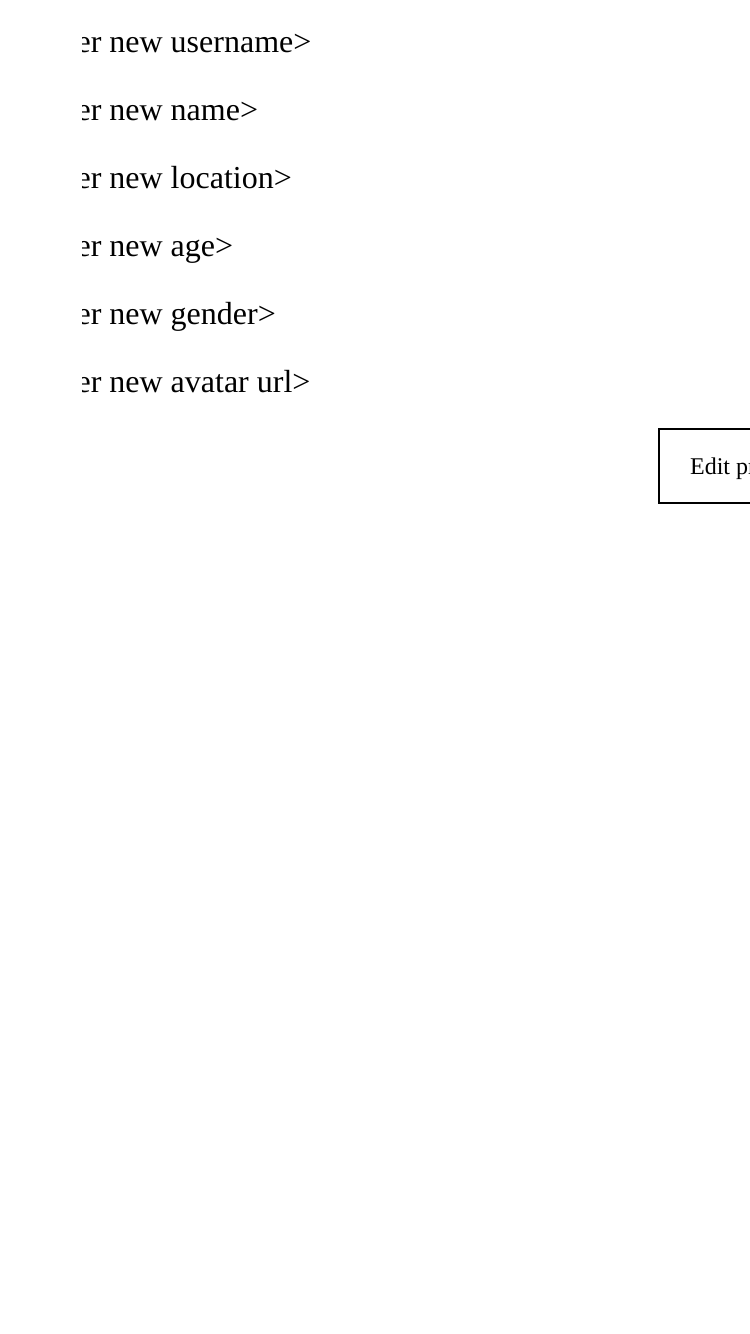 er new username>
er new name>
er new location>
er new age>
er new gender>
er new avatar url>
Edit